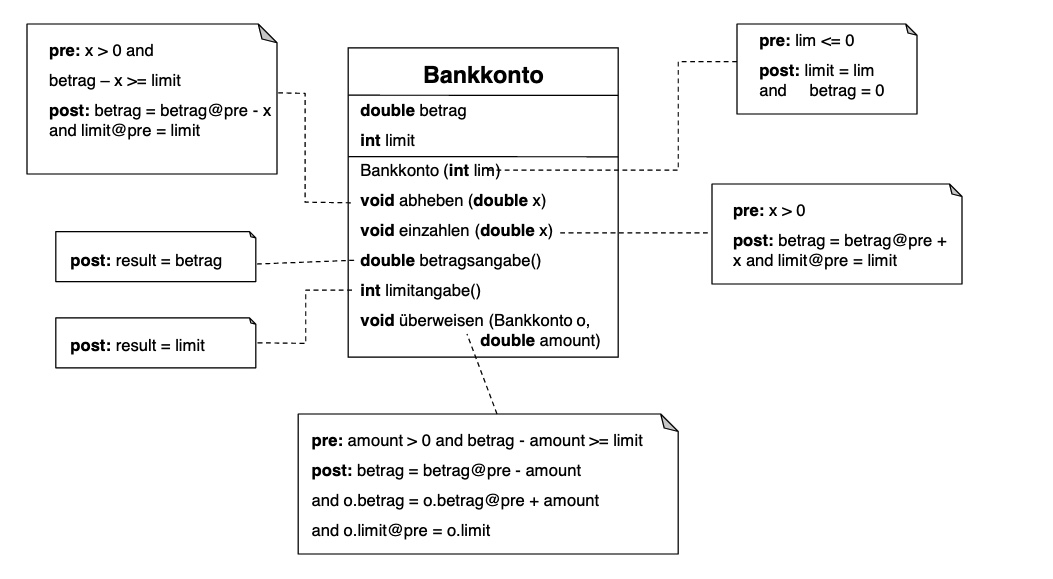 pre: x > 0 and
betrag – x >= limit
post: betrag = betrag@pre - x
and limit@pre = limit
Bankkonto
double betrag
int limit
Bankkonto (int lim)
void abheben (double x)
void einzahlen (double x)
double betragsangabe()
int limitangabe()
void überweisen (Bankkonto o,
double amount)
pre: lim <= 0
post: limit = lim
and betrag = 0
pre: x > 0
post: betrag = betrag@pre +
x and limit@pre = limit
post: result = betrag
post: result = limit
pre: amount > 0 and betrag - amount >= limit
post: betrag = betrag@pre - amount
and o.betrag = o.betrag@pre + amount
and o.limit@pre = o.limit